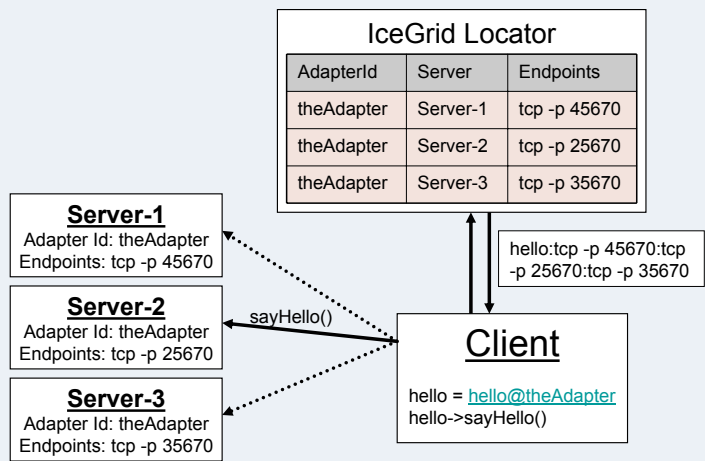 IceGrid Locator
AdapterId Server Endpoints
theAdapter Server-1 tcp -p 45670
theAdapter Server-2 tcp -p 25670
theAdapter Server-3 tcp -p 35670
Server-1
Adapter Id: theAdapter
Endpoints: tcp -p 45670
hello:tcp -p 45670:tcp
-p 25670:tcp -p 35670
Server-2
Adapter Id: theAdapter
Endpoints: tcp -p 25670
sayHello()
Client
hello = hello@theAdapter
hello->sayHello()
Server-3
Adapter Id: theAdapter
Endpoints: tcp -p 35670